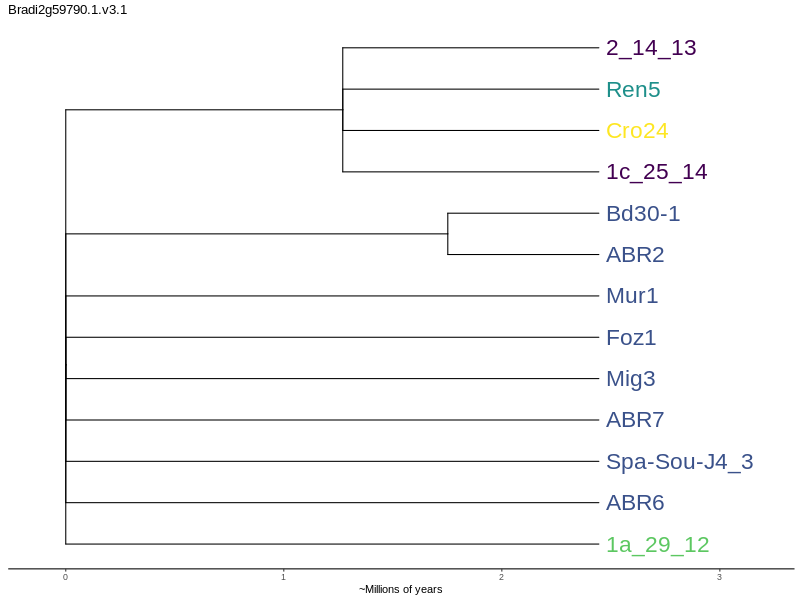 Bradi2g59790.1.v3.1
2_14_13
Ren5
Cro24
1c_25_14
Bd30-1
ABR2
Mur1
Foz1
Mig3
ABR7
Spa-Sou-J4_3
ABR6
1a_29_12
0 1 2 3
~Millions of years